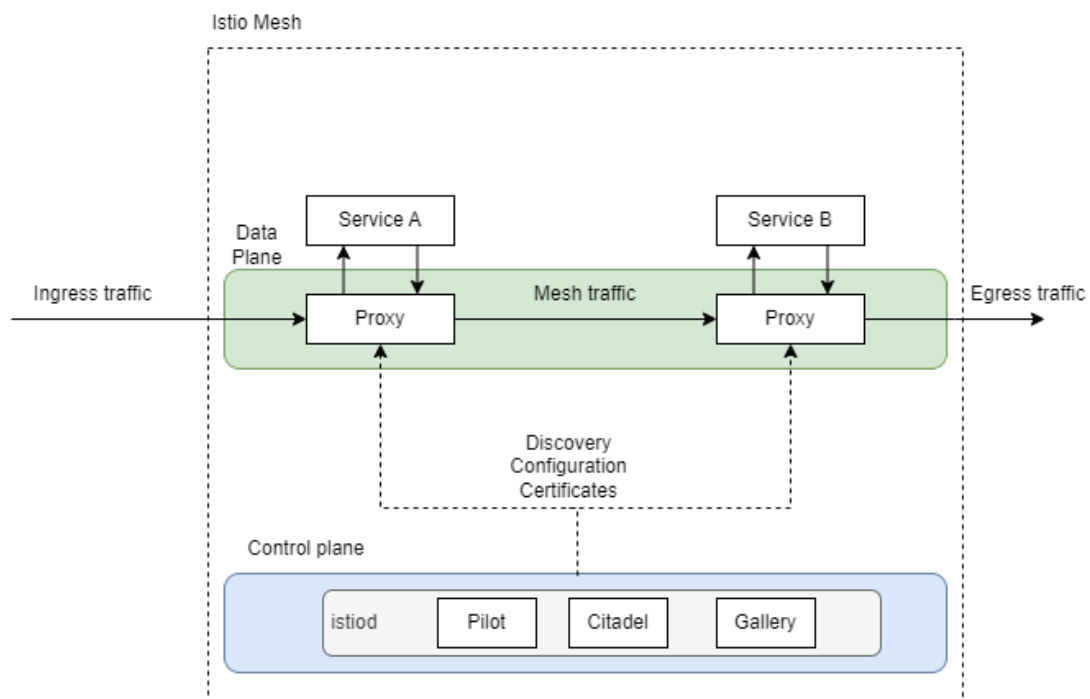 Istio Mesh
Service A
Service B
Data
Plane
Ingress traffic
Mesh traffic
Egress traffic
Proxy
Proxy
Discovery
Configuration
Certificates
Control plane
istiod
Pilot
Citadel
Gallery